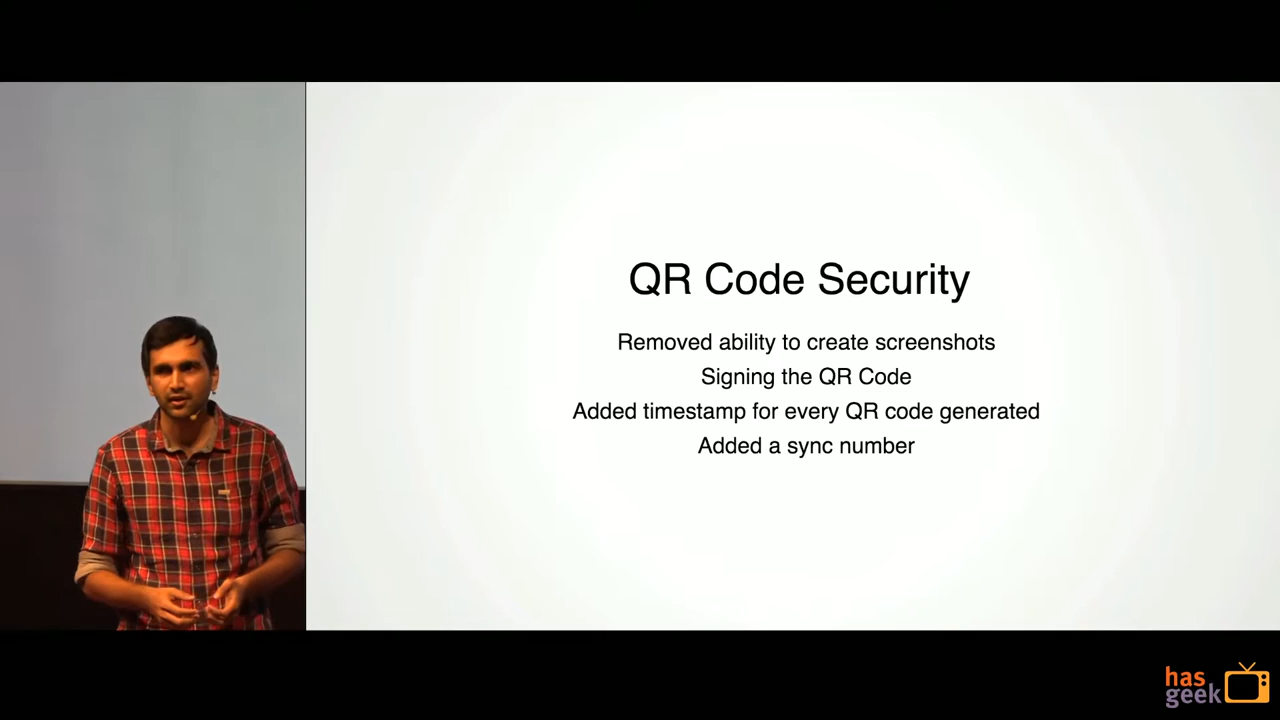 QR Code Security
Removed ability to create screenshots
Signing the QR Code
Added timestamp for every QR code generated
Added a sync number
has
geek